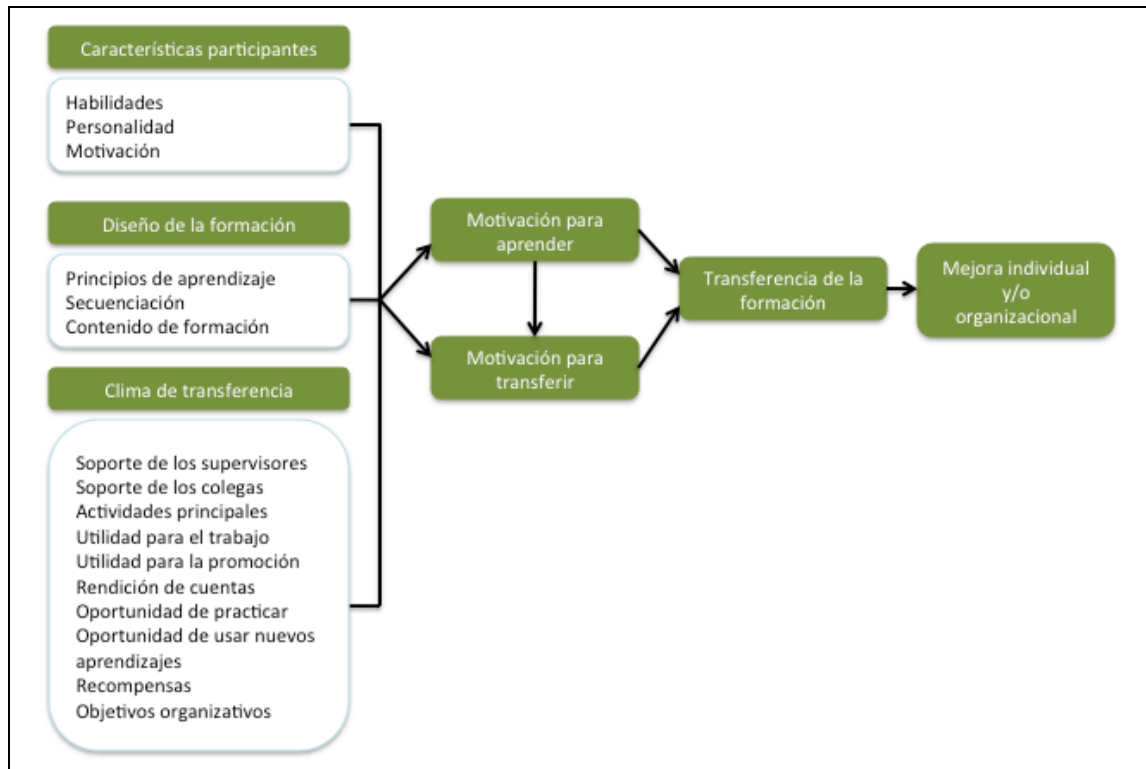 Característícas participantes
Habilidades
Personalidad
Motivación
Diseño de la formación
Principios de aprendizaje
Secuenciación
Contenido de formación
Clima de transferencia
Soporte de los supervisores
Soporte de los colegas
Actividades principales
Utilidad para el trabajo
Utilidad para la promoción
Rendición de cuentas
Oportunidad de practicar
Oportunidad de usar nuevos
aprendizajes
Recompensas
Objetivos organizativos
Motivación para
aprender
Motivación para
transferir
Transferencia de la
formación
Mejora individual
y/o
organizacional